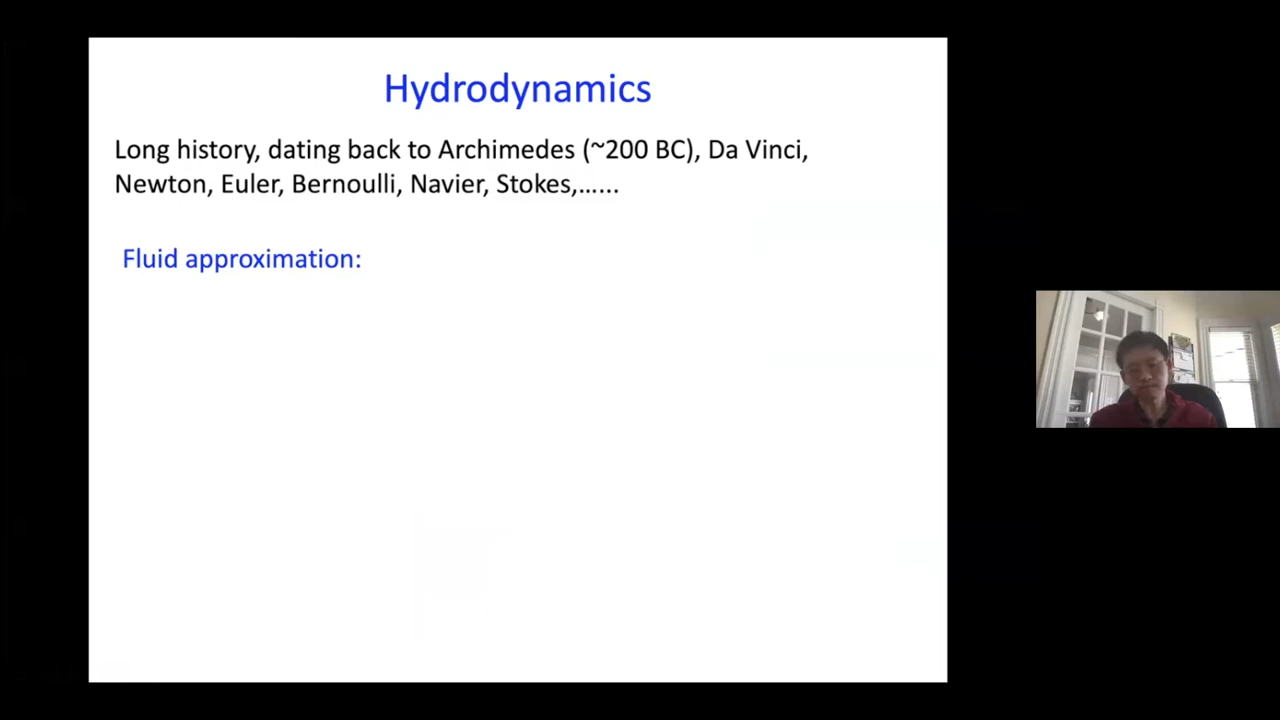 Hydrodynamics
Long history, dating back to Archimedes (~200 BC), Da Vinci,
Newton, Euler, Bernoulli, Navier, Stokes,…...
Fluid approximation: